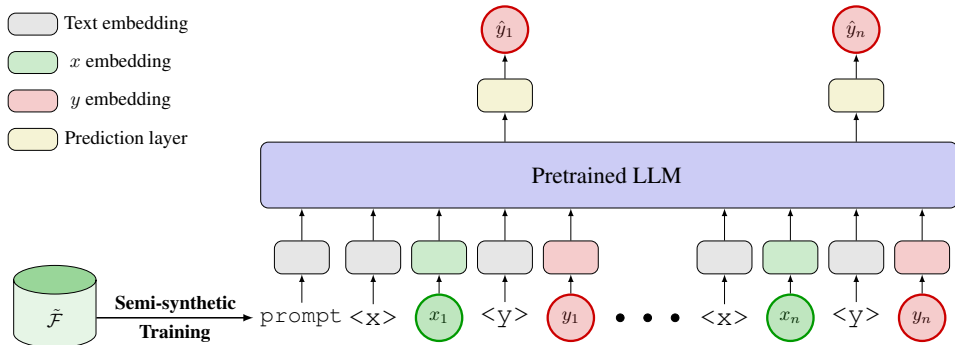 Text embedding
x embedding
y embedding
Prediction layer
ŷ₁
ŷₙ
Pretrained LLM
F̃
Semi-synthetic
Training
prompt <x> x₁ <y> y₁ • • • <x> xₙ <y> yₙ